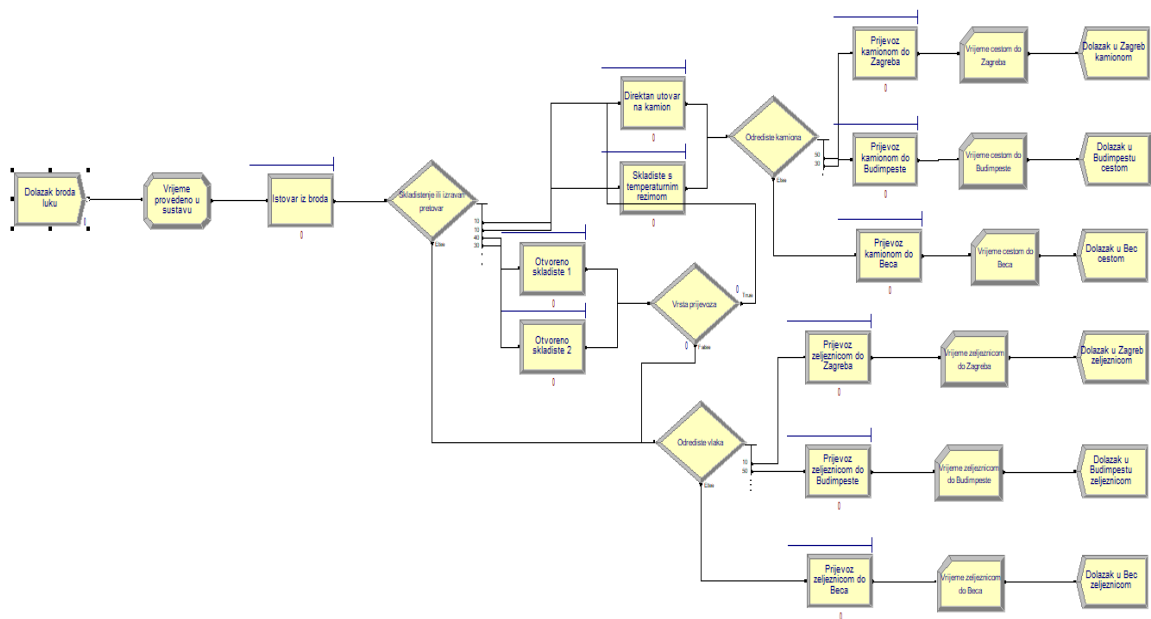 Dolazak broda
luku
0
Vrijeme
provedeno u
sustavu
Istovar iz broda
0
Skladistenje ili izravan
pretovar
10
10
40
30
Else
Direktan utovar
na kamion
0
Skladiste s
temperaturnim
rezimom
0
Otvoreno
skladiste 1
0
Otvoreno
skladiste 2
0
Vrsta prijevoza
0
True
0
False
Odrediste kamiona
50
30
Else
Prijevoz
kamionom do
Zagreba
0
Vrijeme cestom do
Zagreba
Dolazak u Zagreb
kamionom
Prijevoz
kamionom do
Budimpeste
0
Vrijeme cestom do
Budimpeste
Dolazak u
Budimpestu
cestom
Prijevoz
kamionom do
Beca
0
Vrijeme cestom do
Beca
Dolazak u Bec
cestom
Odrediste vlaka
10
50
Else
Prijevoz
zeljeznicom do
Zagreba
0
Vrijeme zeljeznicom
do Zagreba
Dolazak u Zagreb
zeljeznicom
Prijevoz
zeljeznicom do
Budimpeste
0
Vrijeme zeljeznicom
do Budimpeste
Dolazak u
Budimpestu
zeljeznicom
Prijevoz
zeljeznicom do
Beca
0
Vrijeme zeljeznicom
do Beca
Dolazak u Bec
zeljeznicom